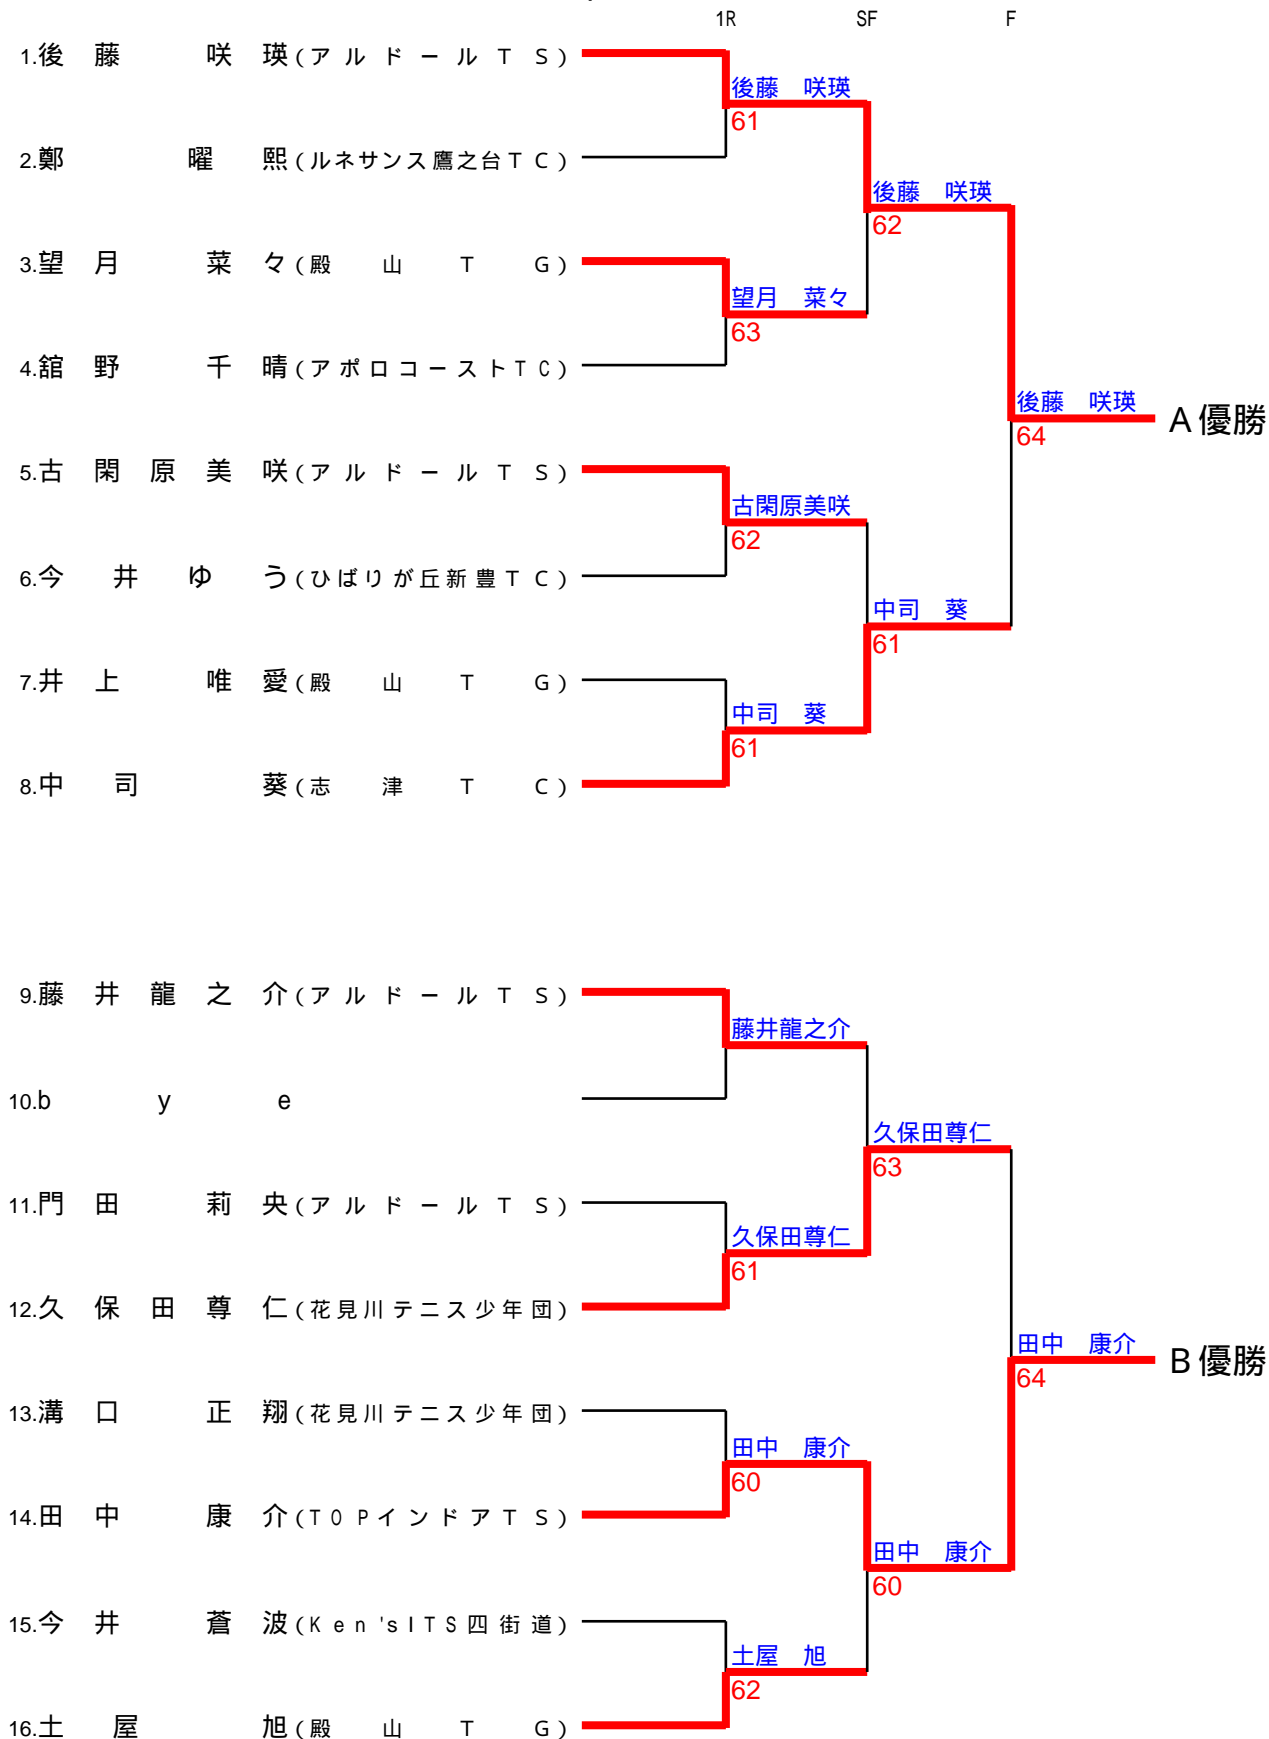 1R SF F
1.後藤 咲瑛(アルドールTS)
後藤 咲瑛
61
2.鄭 曜熙(ルネサンス鷹之台TC)
後藤 咲瑛
62
3.望月 菜々(殿山TG)
望月 菜々
63
4.舘野 千晴(アポロコーストTC)
後藤 咲瑛
A優勝
64
5.古閑原美咲(アルドールTS)
古閑原美咲
62
6.今井ゆう(ひばりが丘新豊TC)
中司 葵
61
7.井上 唯愛(殿山TG)
中司 葵
61
8.中司 葵(志津TC)
9.藤井龍之介(アルドールTS)
藤井龍之介
10.bye
久保田尊仁
63
11.門田 莉央(アルドールTS)
久保田尊仁
61
12.久保田尊仁(花見川テニス少年団)
田中 康介
B優勝
64
13.溝口 正翔(花見川テニス少年団)
田中 康介
60
14.田中 康介(TOPインドアTS)
田中 康介
60
15.今井 蒼波(Ken'sITS四街道)
土屋 旭
62
16.土屋 旭(殿山TG)